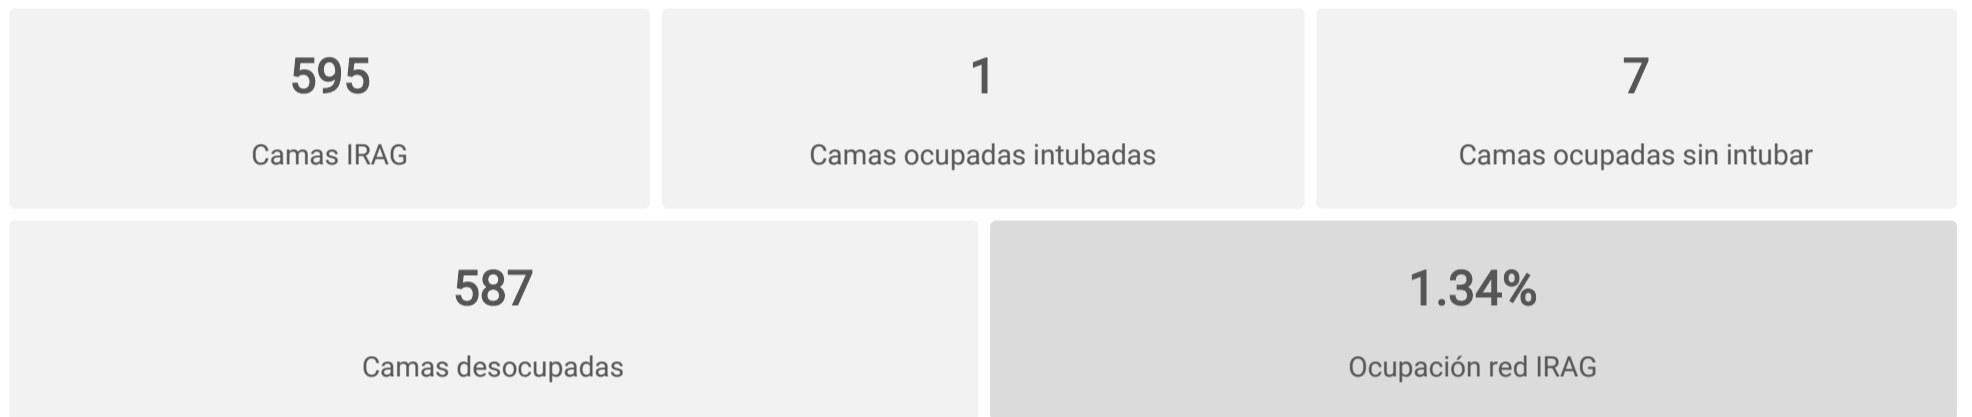 595
Camas IRAG
1
Camas ocupadas intubadas
7
Camas ocupadas sin intubar
587
Camas desocupadas
1.34%
Ocupación red IRAG